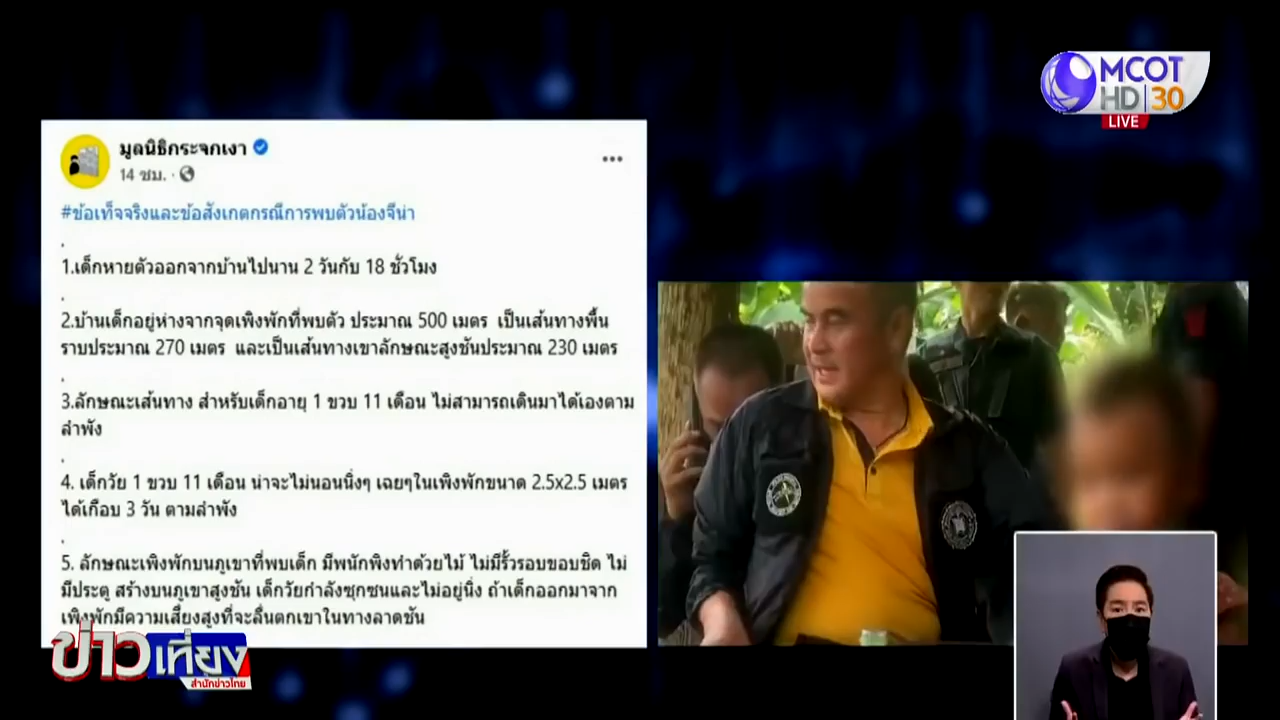 MCOT
HD 30
LIVE
มูลนิธิกระจกเงา
14 ชม.
#ข้อเท็จจริงและข้อสังเกตกรณีการพบตัวน้องจีน่า
.
1.เด็กหายตัวออกจากบ้านไปนาน 2 วันกับ 18 ชั่วโมง
.
2.บ้านเด็กอยู่ห่างจากจุดเพิงพักที่พบตัว ประมาณ 500 เมตร เป็นเส้นทางพื้น
ราบประมาณ 270 เมตร และเป็นเส้นทางเขาลักษณะสูงชันประมาณ 230 เมตร
.
3.ลักษณะเส้นทาง สำหรับเด็กอายุ 1 ขวบ 11 เดือน ไม่สามารถเดินมาได้เองตาม
ลำพัง
.
4. เด็กวัย 1 ขวบ 11 เดือน น่าจะไม่นอนนิ่งๆ เฉยๆในเพิงพักขนาด 2.5x2.5 เมตร
ได้เกือบ 3 วัน ตามลำพัง
.
5. ลักษณะเพิงพักบนภูเขาที่พบเด็ก มีพนักพิงทำด้วยไม้ ไม่มีรั้วรอบขอบชิด ไม่
มีประตู สร้างบนภูเขาสูงชัน เด็กวัยกำลังซุกซนและไม่อยู่นิ่ง ถ้าเด็กออกมาจาก
เพิงพักมีความเสี่ยงสูงที่จะลื่นตกเขาในทางลาดชัน
ข่าวเที่ยง
สำนักข่าวไทย